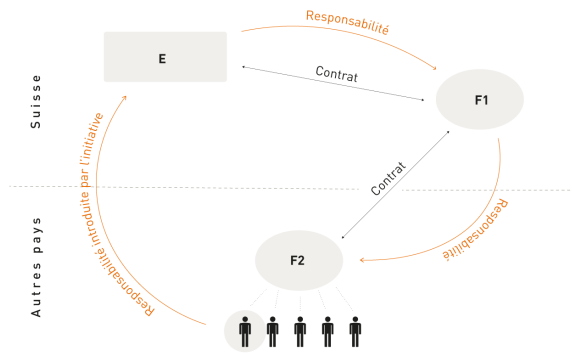 Responsabilité
E
Contrat
F1
Suisse
Responsabilité introduite par l'initiative
Contrat
Responsabilité
Autres pays
F2